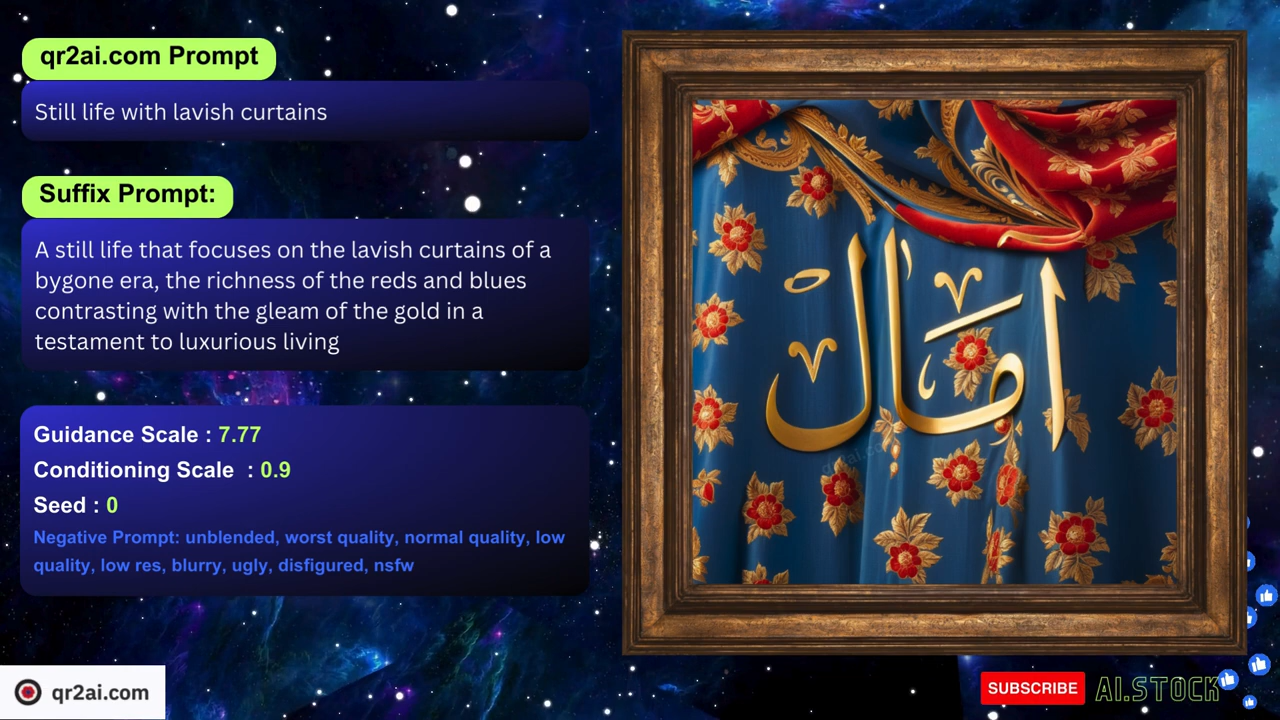 qr2ai.com Prompt
Still life with lavish curtains
Suffix Prompt:
A still life that focuses on the lavish curtains of a
bygone era, the richness of the reds and blues
contrasting with the gleam of the gold in a
testament to luxurious living
Guidance Scale : 7.77
Conditioning Scale : 0.9
Seed : 0
Negative Prompt: unblended, worst quality, normal quality, low
quality, low res, blurry, ugly, disfigured, nsfw
امال
qr2ai.com
SUBSCRIBE
AI.STOCK